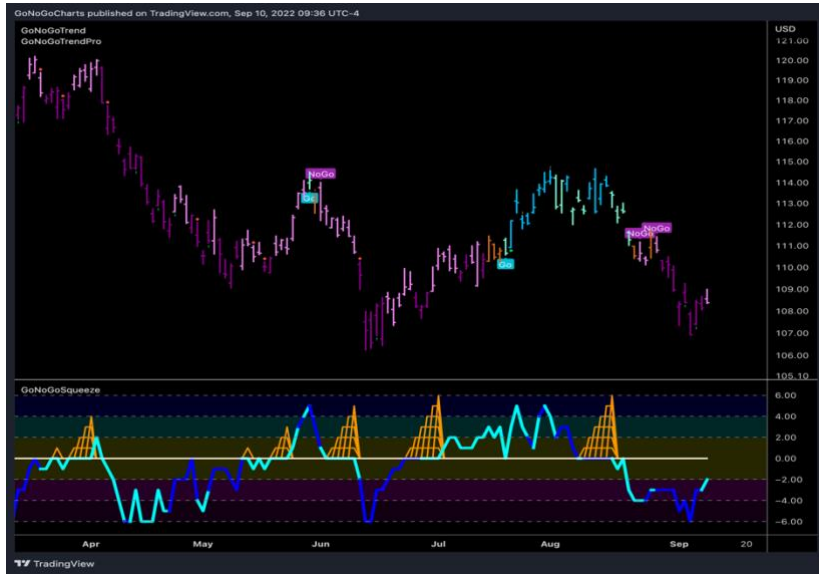 GoNoGoCharts published on TradingView.com, Sep 10, 2022 09:36 UTC-4
GoNoGoTrend
GoNoGoTrendPro
USD
121.00
120.00
119.00
118.00
117.00
116.00
115.00
114.00
113.00
112.00
111.00
110.00
109.00
108.00
107.00
106.00
105.10
NoGo
Go
NoGo
NoGo
Go
GoNoGoSqueeze
6.00
4.00
2.00
0.00
-2.00
-4.00
-6.00
Apr May Jun Jul Aug Sep 20
TradingView